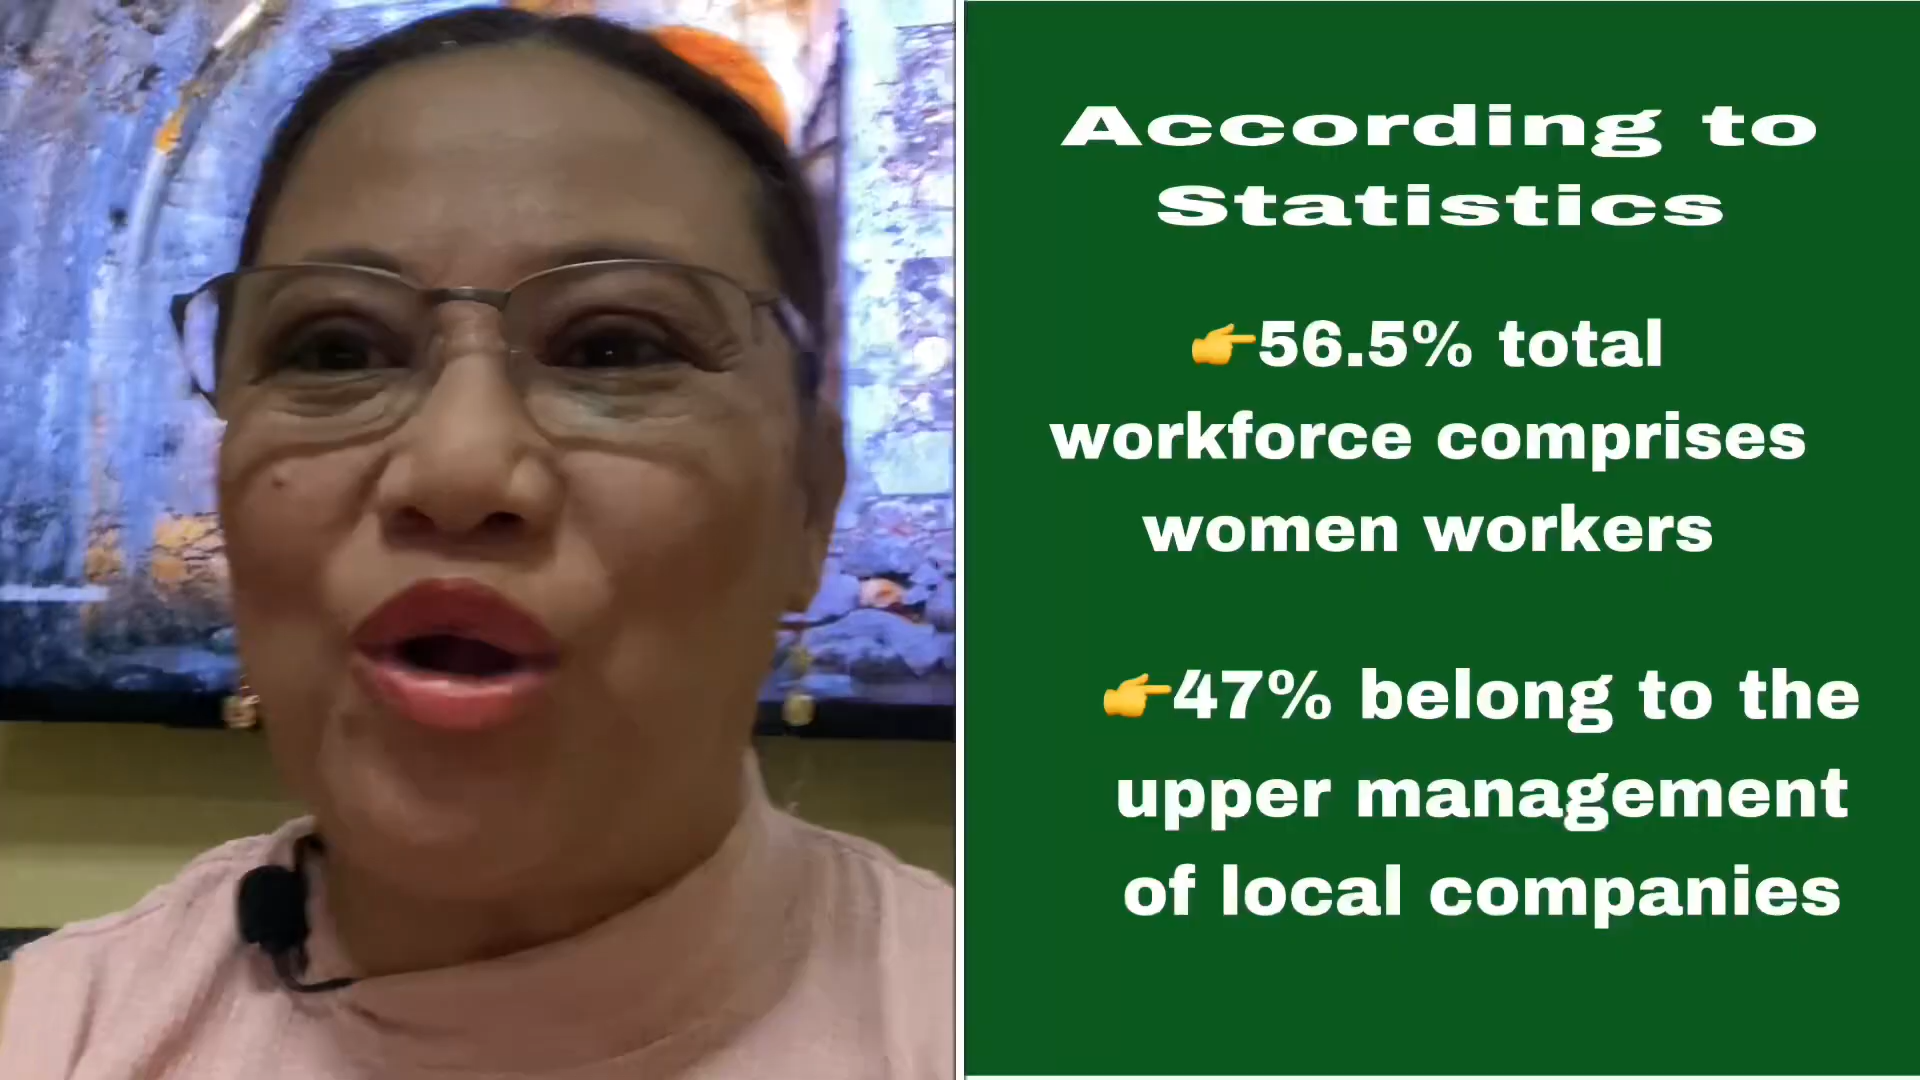 According to
Statistics
👉56.5% total
workforce comprises
women workers
👉47% belong to the
upper management
of local companies